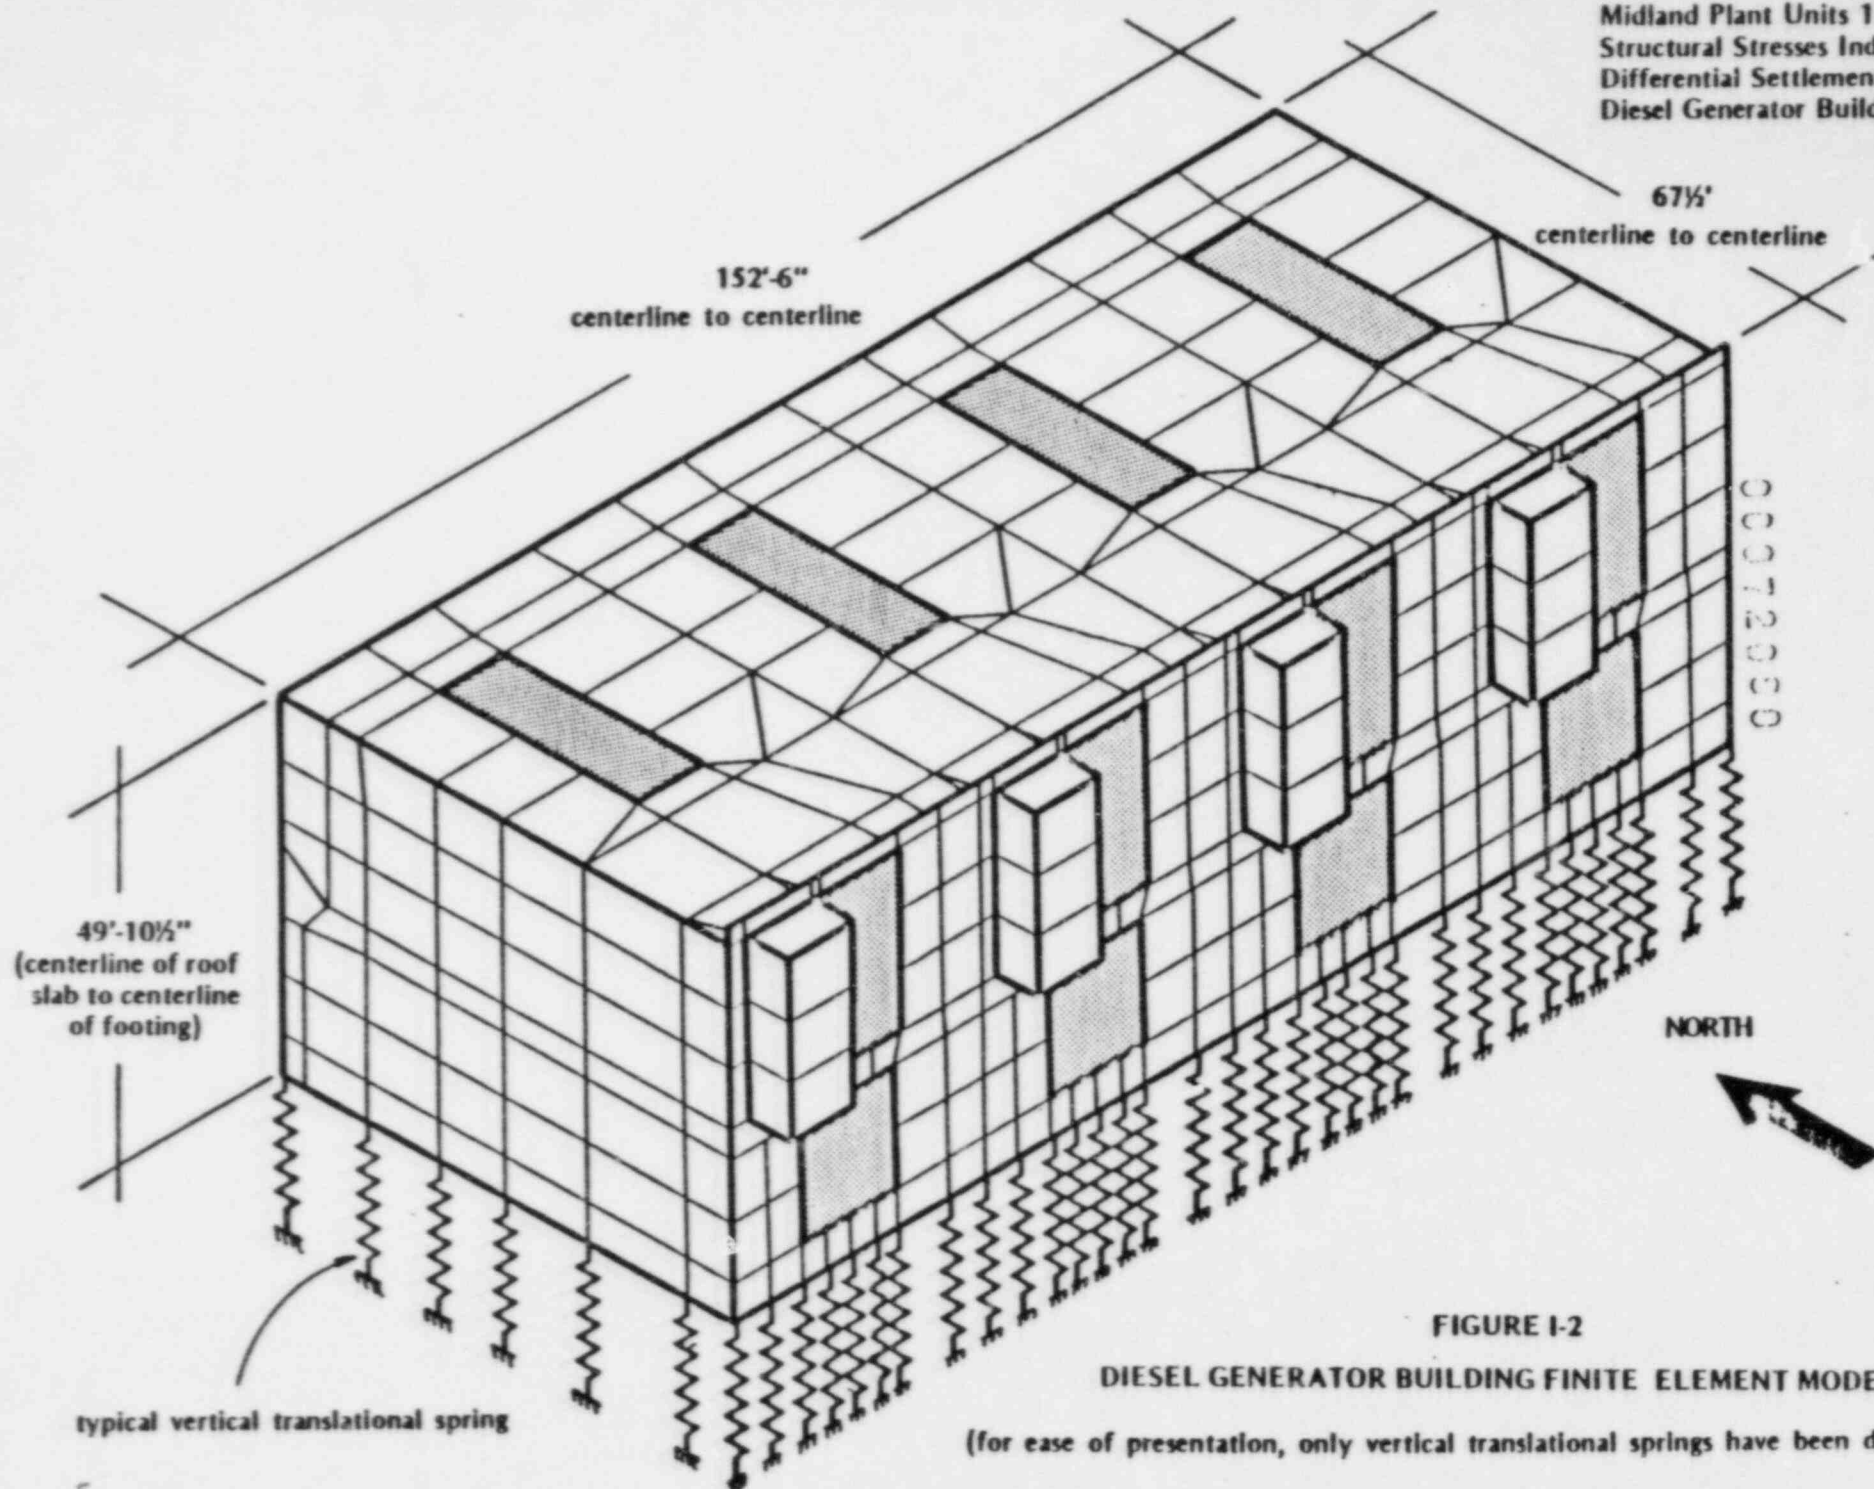 Midland Plant Units 1
Structural Stresses Ind
Differential Settlemen
Diesel Generator Build
67½'
centerline to centerline
152'-6"
centerline to centerline
49'-10½"
(centerline of roof
slab to centerline
of footing)
NORTH
typical vertical translational spring
FIGURE I-2
DIESEL GENERATOR BUILDING FINITE ELEMENT MODE
(for ease of presentation, only vertical translational springs have been d